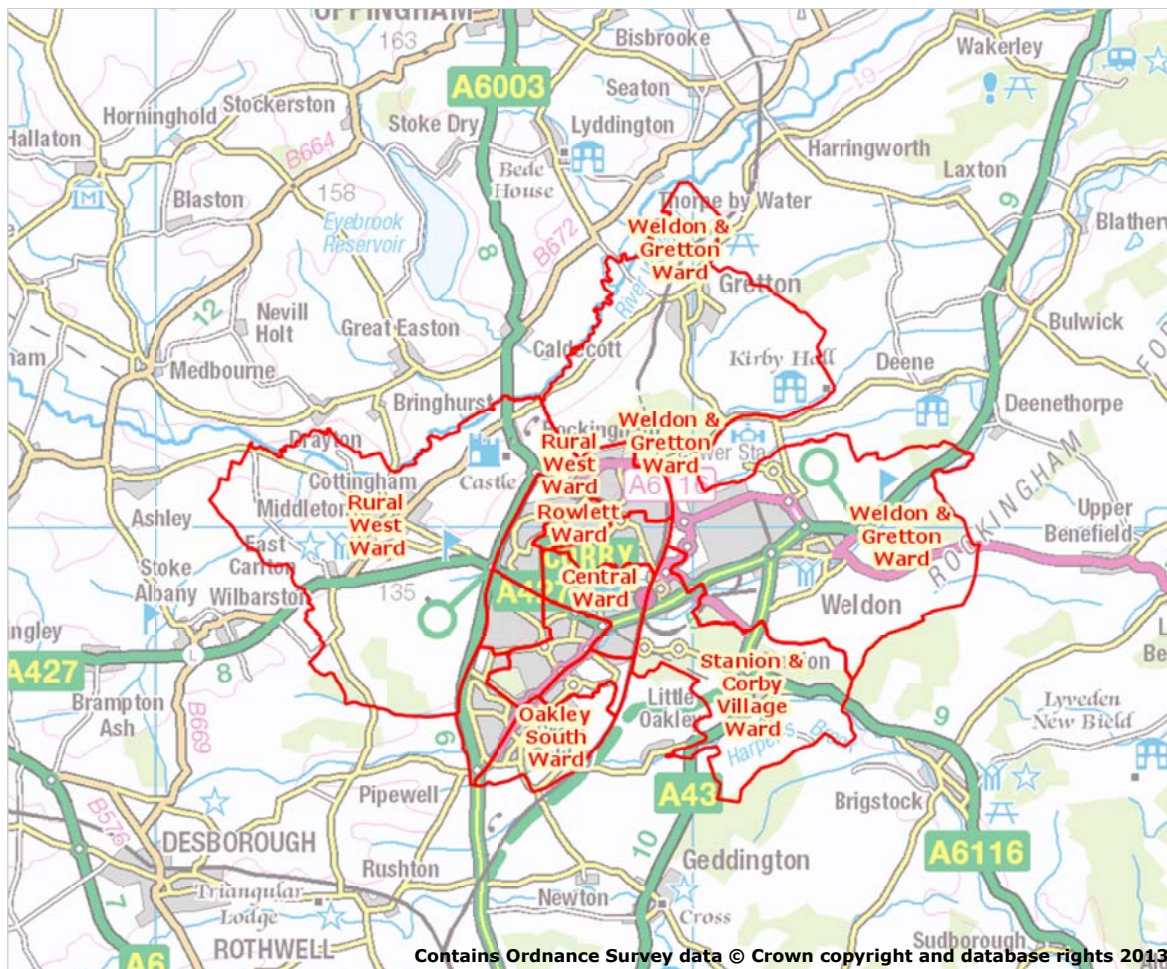 UPPINGHAM
Bisbrooke
Wakerley
163
A6003
Seaton
19
Horninghold
Stockerston
Stoke Dry
Lyddington
Hallaton
B664
Bede
House
Harringworth
Laxton
9
Blaston
158
Thorpe by Water
Eyebrook
Reservoir
8
B672
Weldon &
Gretton
Ward
Gretton
12
Nevill
Holt
Great Easton
Caldecott
Bulwick
Medbourne
Kirby Hall
Deene
Bringhurst
Deenethorpe
Drayton
Rural
West
Ward
Weldon &
Gretton
Ward
Castle
A6116
Cottingham
Middleton
Rural
West
Ward
Rowlett
Ward
Weldon &
Gretton
Ward
ROCKINGHAM
Upper
Benefield
Ashley
East
Carlton
CORBY
A427
Central
Ward
Stoke
Albany
Wilbarston
135
Weldon
A427
8
Stanion &
Corby
Village
Ward
Brampton
Ash
B669
Little
Oakley
Oakley
South
Ward
9
Lyveden
New Bield
9
Harpers
A43
Pipewell
Brigstock
B576
DESBOROUGH
10
Geddington
A6116
Rushton
Triangular
Lodge
Newton
Cross
7
ROTHWELL
A6
Sudborough
Contains Ordnance Survey data © Crown copyright and database rights 2013